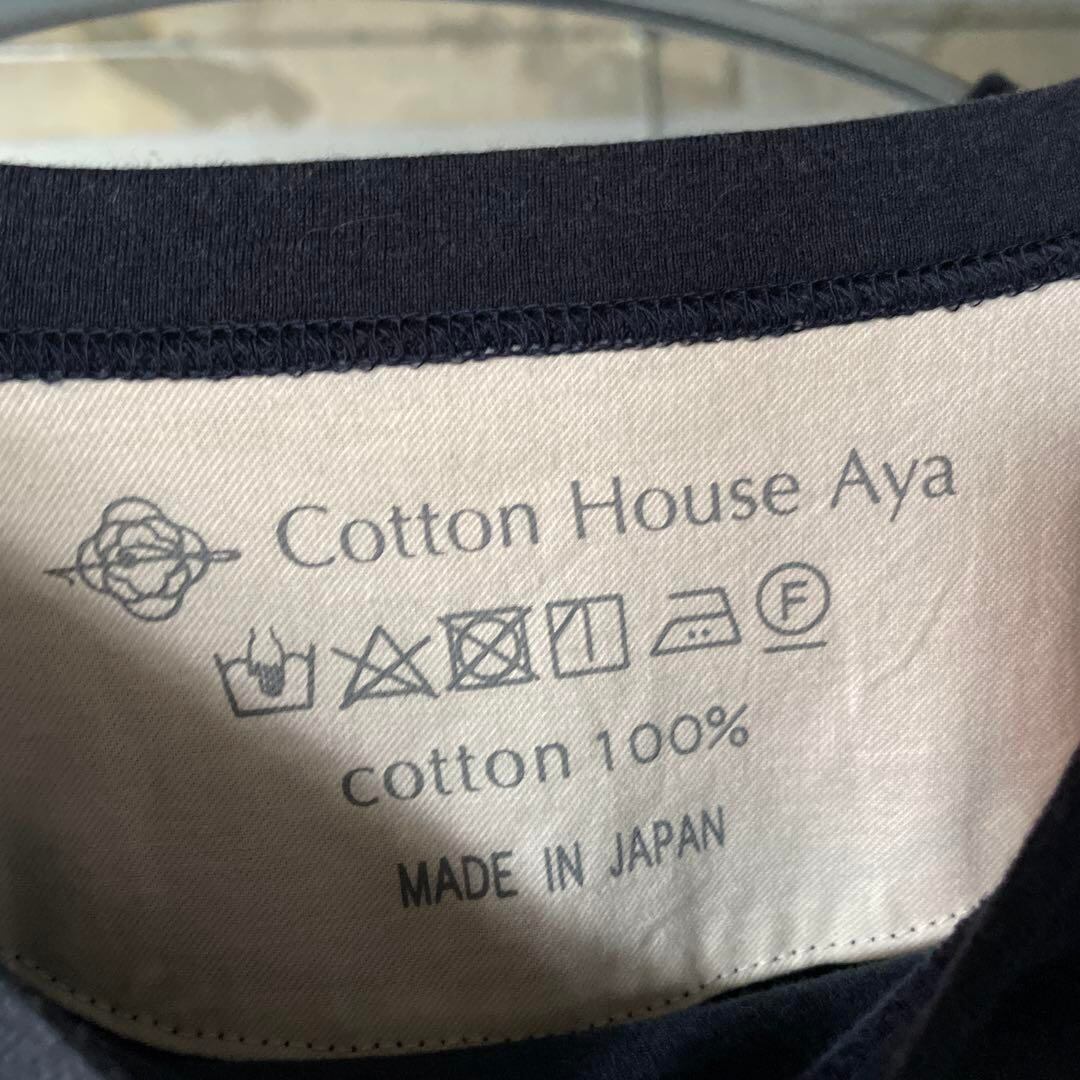 Cotton House Aya
F
cotton 100%
MADE IN JAPAN